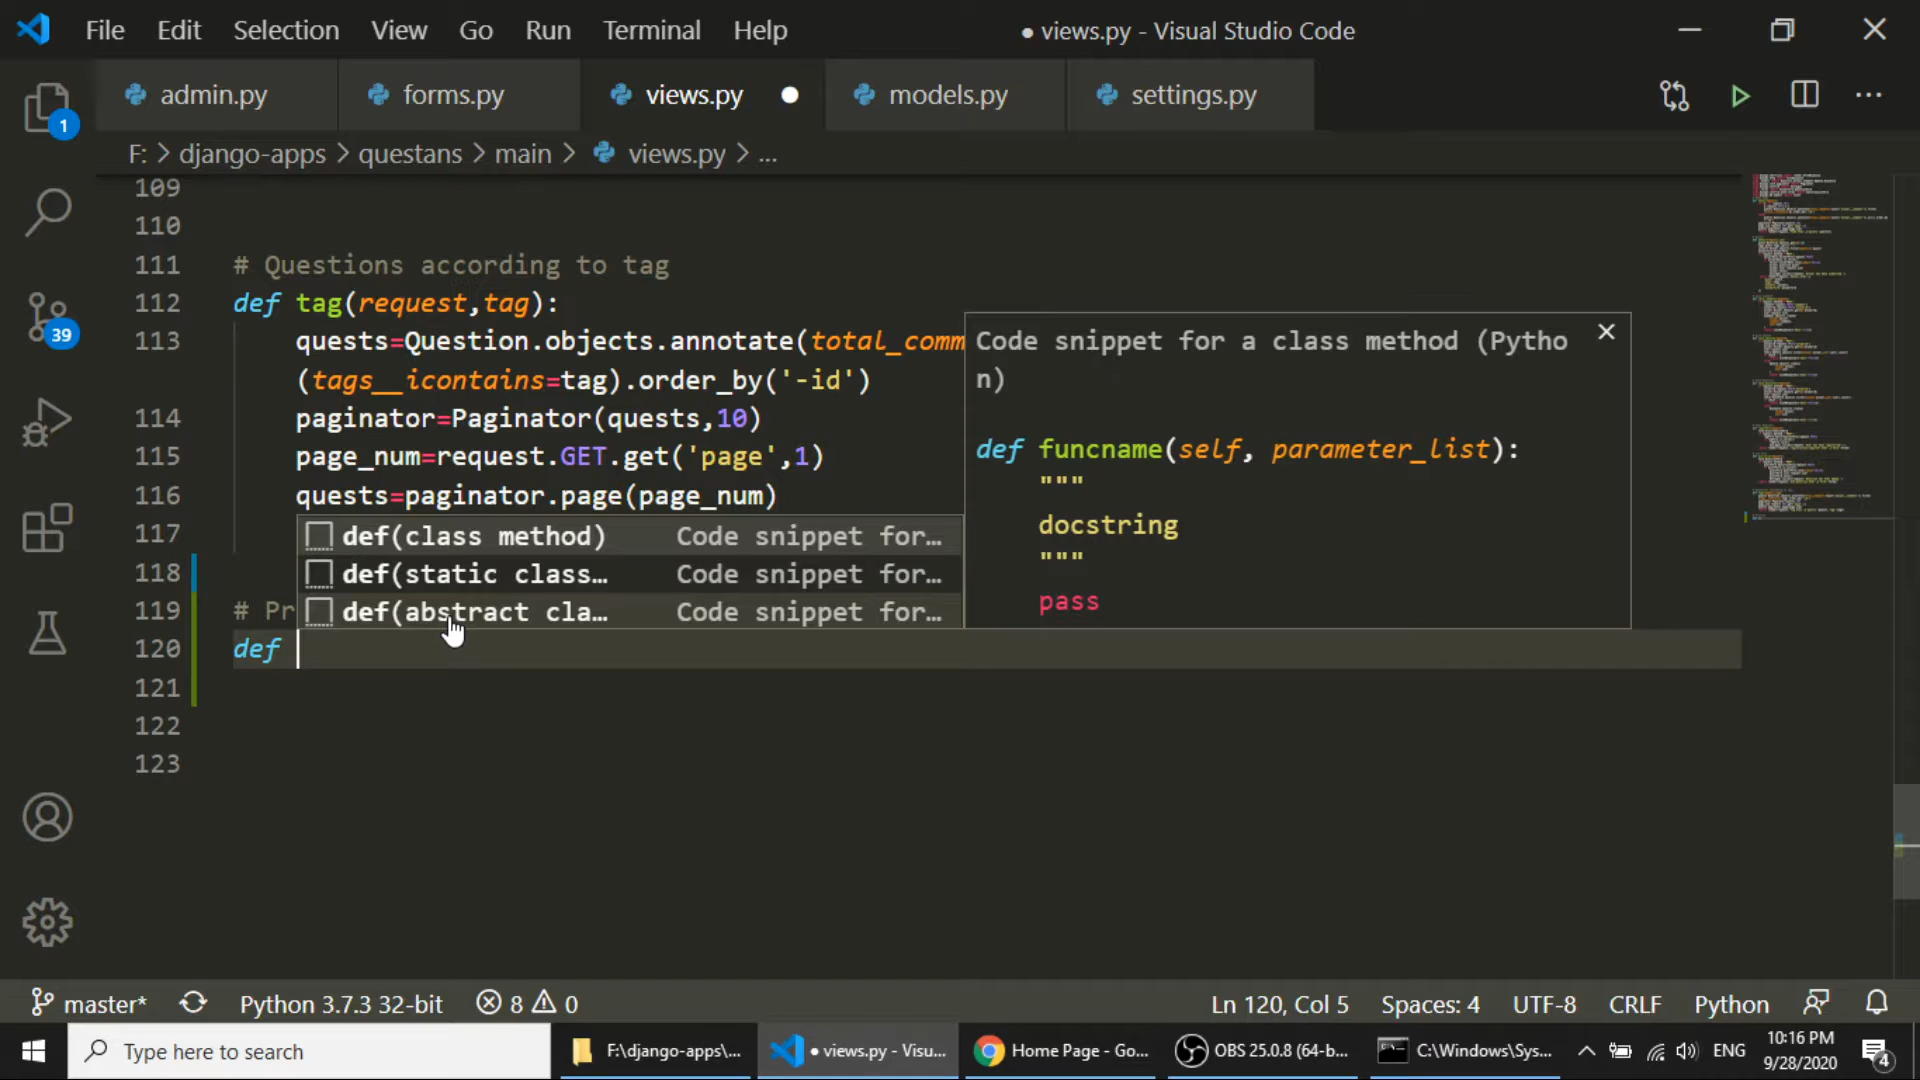 File Edit Selection View Go Run Terminal Help ● views.py - Visual Studio Code
admin.py forms.py views.py models.py settings.py
F: > django-apps > questans > main > views.py > ...
109
110
111 # Questions according to tag
112 def tag(request,tag):
113 quests=Question.objects.annotate(total_comm
(tags__icontains=tag).order_by('-id')
114 paginator=Paginator(quests,10)
115 page_num=request.GET.get('page',1)
116 quests=paginator.page(page_num)
117
118
119 # Pr
120 def
121
122
123
def(class method) Code snippet for…
def(static class… Code snippet for…
def(abstract cla… Code snippet for…
Code snippet for a class method (Pytho
n)
def funcname(self, parameter_list):
"""
docstring
"""
pass
1
39
master* Python 3.7.3 32-bit 8 0 Ln 120, Col 5 Spaces: 4 UTF-8 CRLF Python
Type here to search F:\django-apps\... ● views.py - Visu... Home Page - Go... OBS 25.0.8 (64-b... C:\Windows\Sys... ENG 10:16 PM
9/28/2020 4